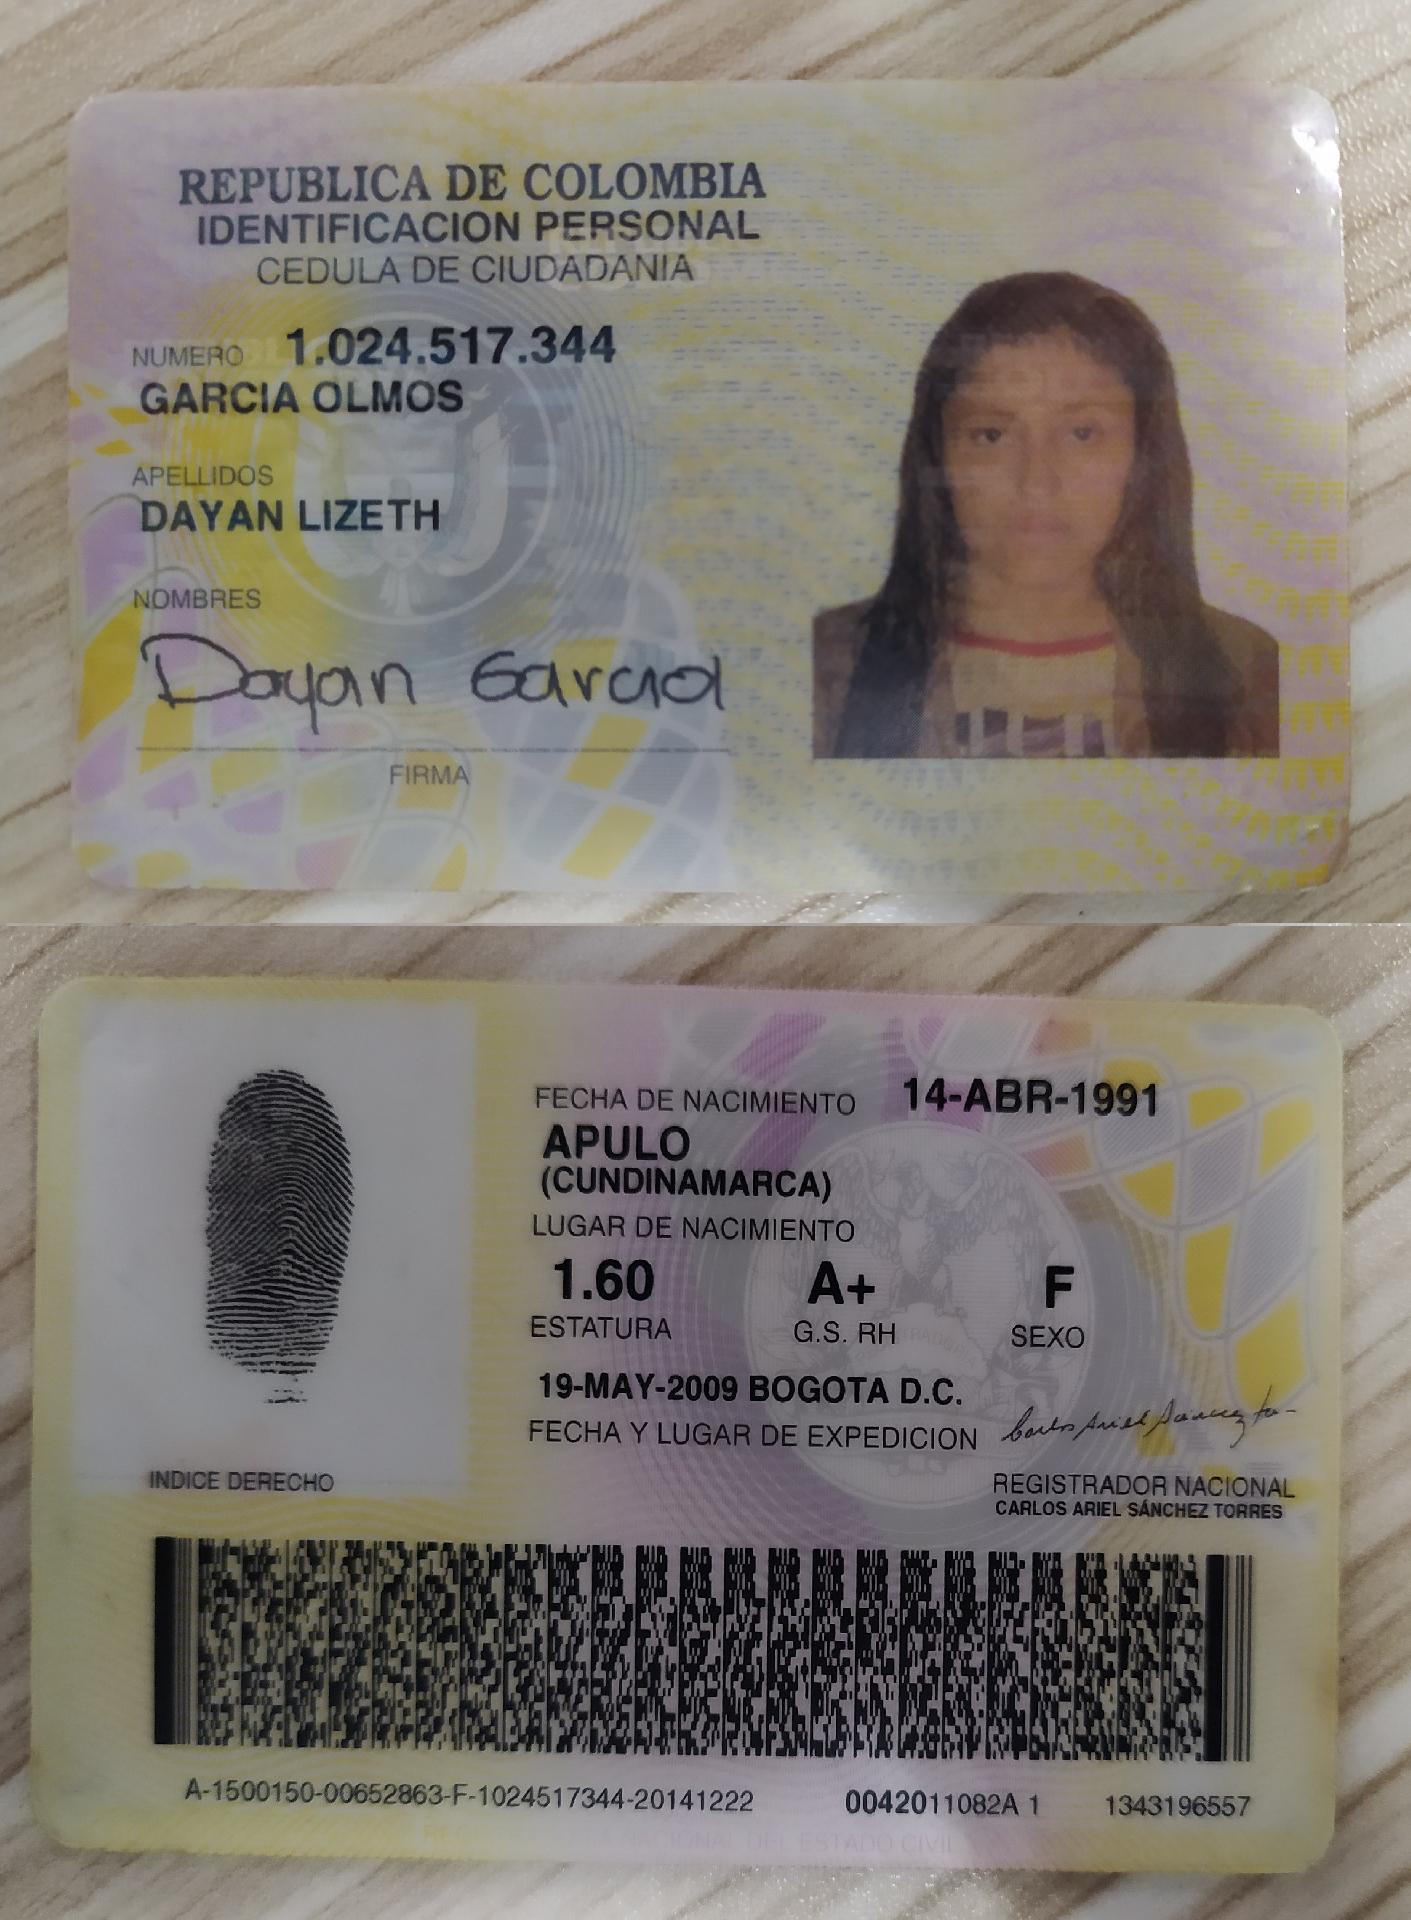 REPUBLICA DE COLOMBIA
IDENTIFICACION PERSONAL
CEDULA DE CIUDADANIA
NUMERO 1.024.517.344
GARCIA OLMOS
APELLIDOS
DAYAN LIZETH
NOMBRES
Dayan Garcia
FIRMA
FECHA DE NACIMIENTO 14-ABR-1991
APULO
(CUNDINAMARCA)
LUGAR DE NACIMIENTO
1.60 A+ F
ESTATURA G.S. RH SEXO
19-MAY-2009 BOGOTA D.C.
FECHA Y LUGAR DE EXPEDICION
Carlos Ariel Sánchez To
INDICE DERECHO
REGISTRADOR NACIONAL
CARLOS ARIEL SÁNCHEZ TORRES
A-1500150-00652863-F-1024517344-20141222 0042011082A 1 1343196557
NACIONAL DEL ESTADO CIVIL